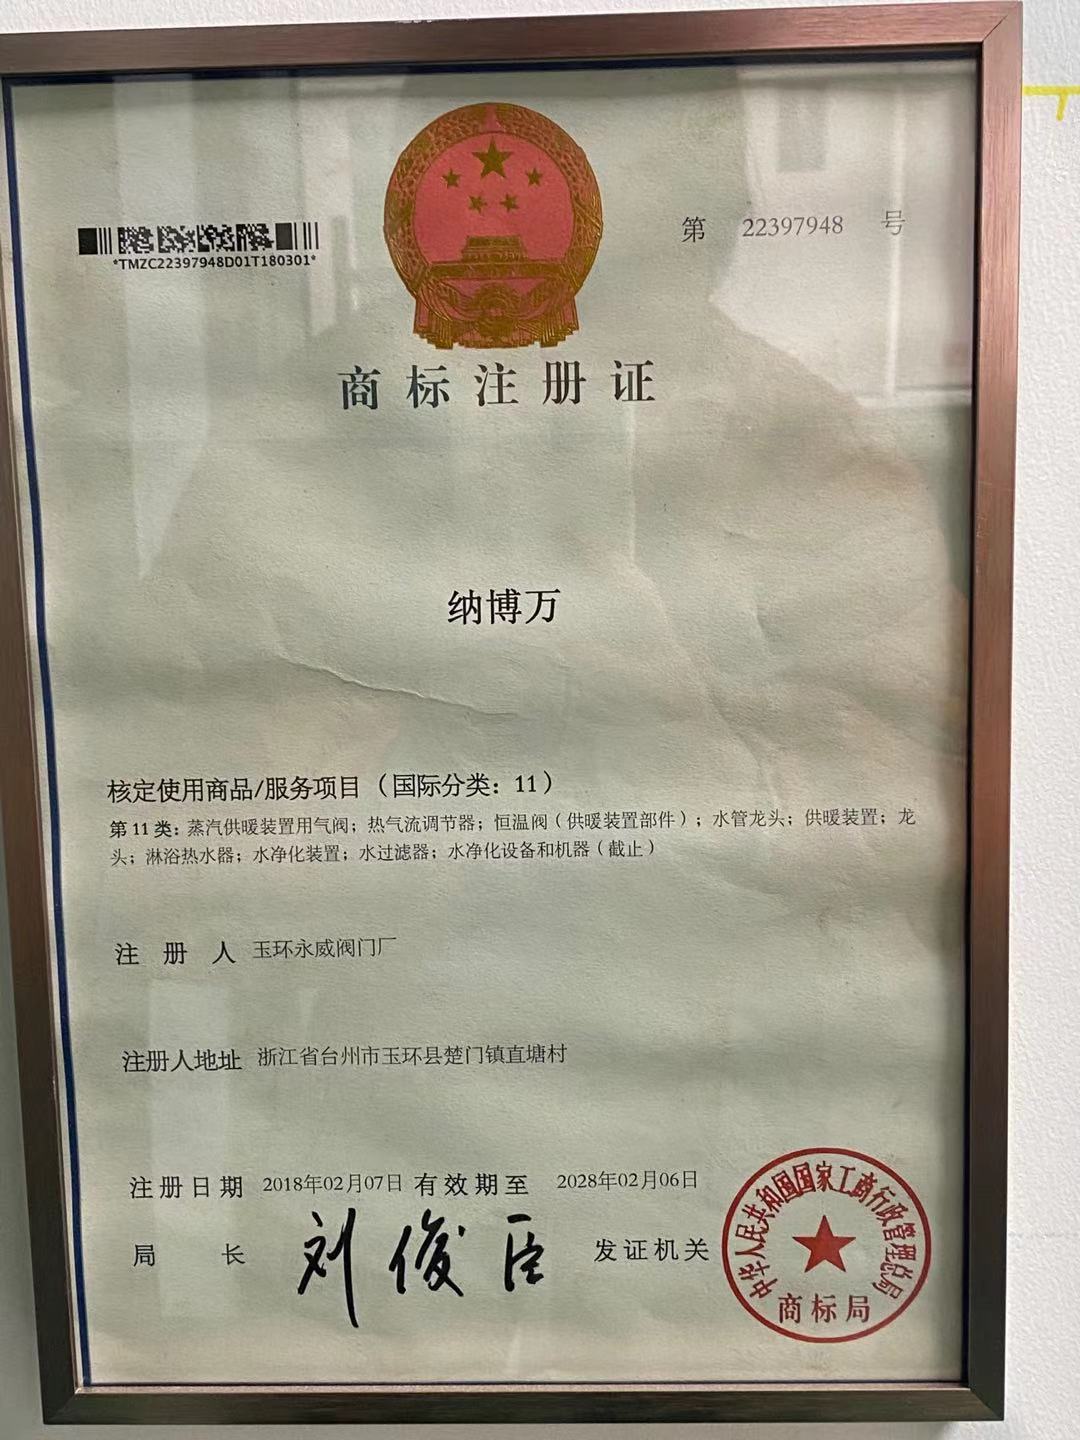 *TMZC22397948D01T180301*
第 22397948 号
商标注册证
纳博万
核定使用商品/服务项目（国际分类：11）
第11类：蒸汽供暖装置用气阀；热气流调节器；恒温阀（供暖装置部件）；水管龙头；供暖装置；龙
头；淋浴热水器；水净化装置；水过滤器；水净化设备和机器（截止）
注册人 玉环永威阀门厂
注册人地址 浙江省台州市玉环县楚门镇直塘村
注册日期 2018年02月07日 有效期至 2028年02月06日
局长 刘俊臣 发证机关
中华人民共和国国家工商行政管理总局
商标局